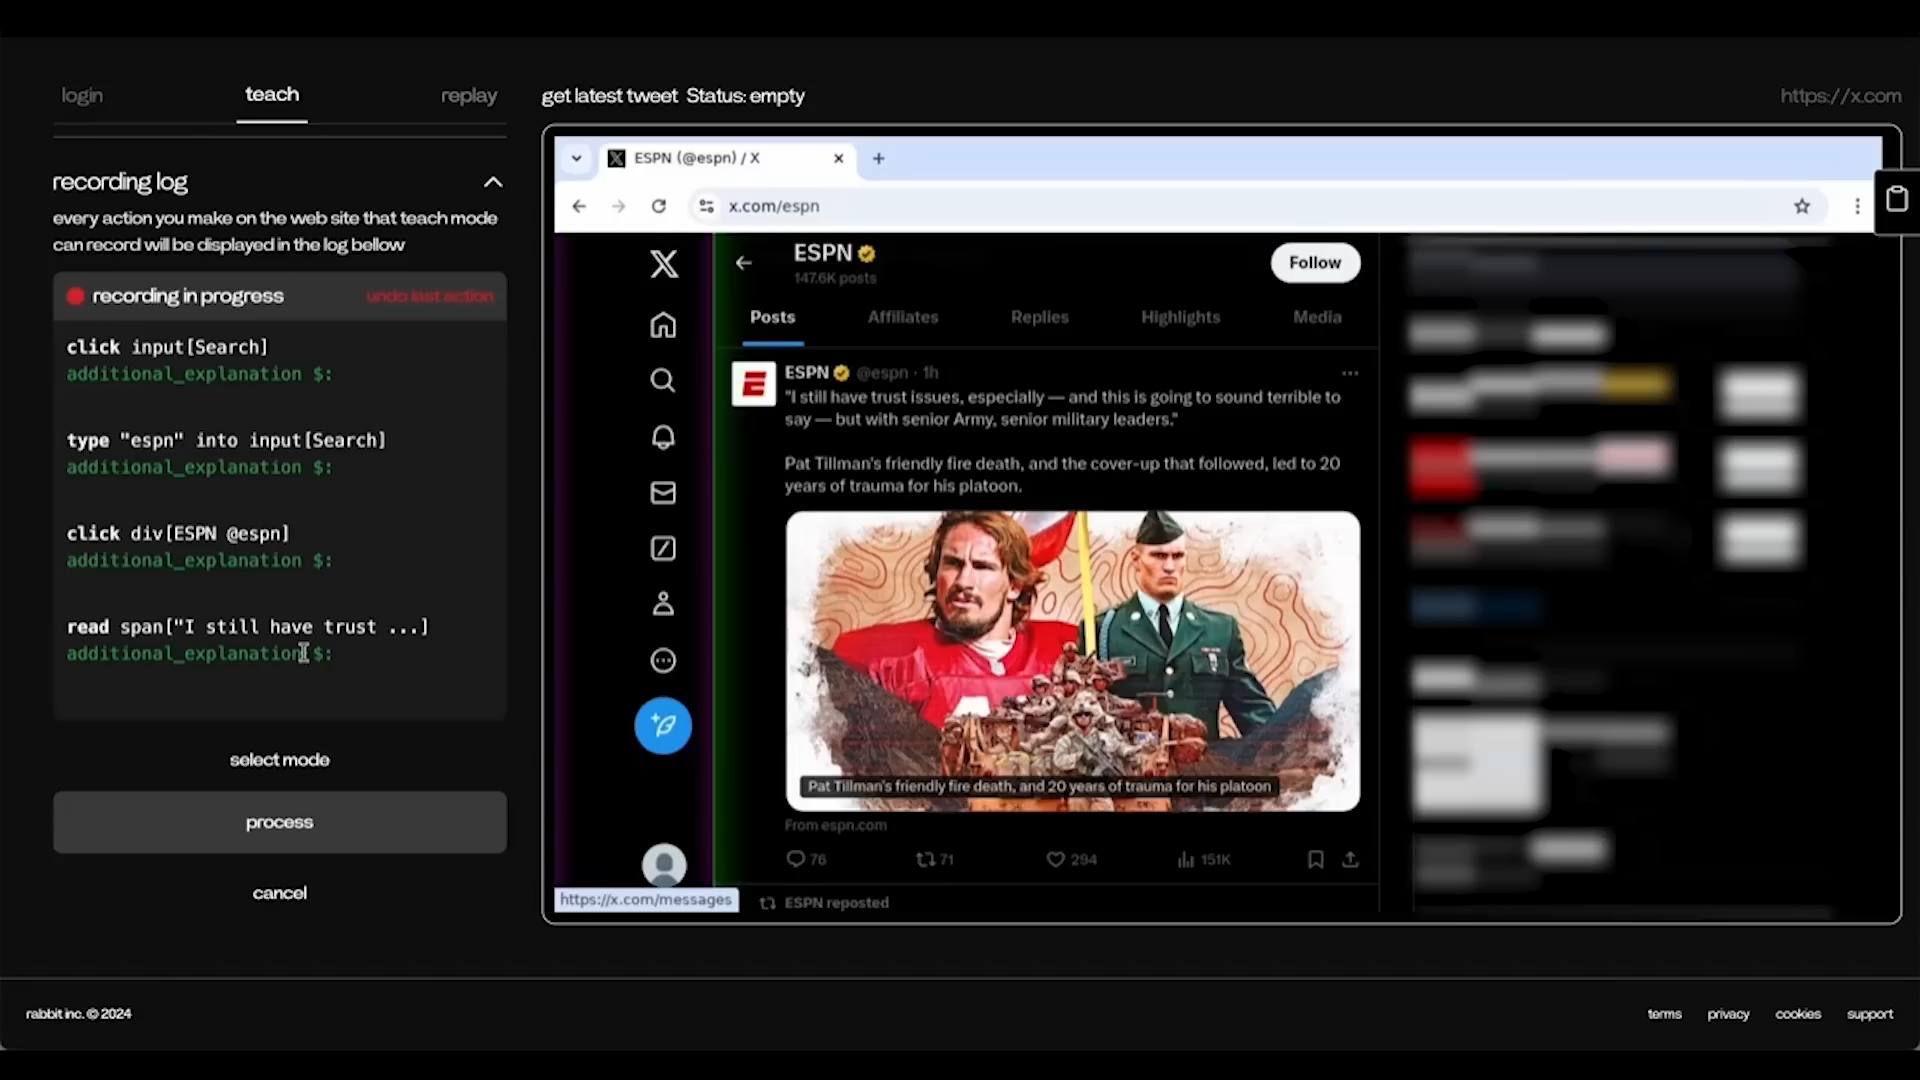 login
teach
replay
get latest tweet Status: empty
https://x.com
recording log
every action you make on the web site that teach mode
can record will be displayed in the log bellow
recording in progress
undo last action
click input[Search]
additional_explanation $:
type "espn" into input[Search]
additional_explanation $:
click div[ESPN @espn]
additional_explanation $:
read span["I still have trust ...]
additional_explanation $:
select mode
process
cancel
ESPN (@espn) / X
x.com/espn
ESPN
147.6K posts
Follow
Posts
Affiliates
Replies
Highlights
Media
ESPN @espn · 1h
"I still have trust issues, especially — and this is going to sound terrible to
say — but with senior Army, senior military leaders."
Pat Tillman's friendly fire death, and the cover-up that followed, led to 20
years of trauma for his platoon.
Pat Tillman's friendly fire death, and 20 years of trauma for his platoon
From espn.com
76
71
294
151K
https://x.com/messages
ESPN reposted
rabbit inc. © 2024
terms
privacy
cookies
support